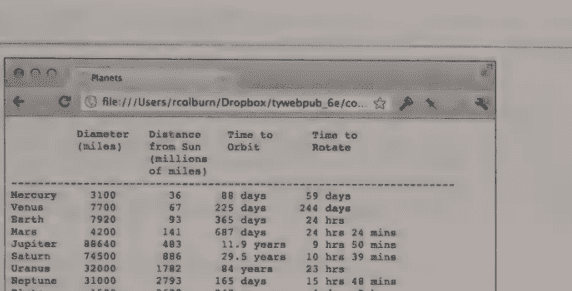 Planets
file:///Users/rcolburn/Dropbox/tywebpub_6e/co...
Diameter Distance Time to Time to
(miles) from Sun Orbit Rotate
(millions
of miles)
Mercury 3100 36 88 days 59 days
Venus 7700 67 225 days 244 days
Earth 7920 93 365 days 24 hrs
Mars 4200 141 687 days 24 hrs 24 mins
Jupiter 88640 483 11.9 years 9 hrs 50 mins
Saturn 74500 886 29.5 years 10 hrs 39 mins
Uranus 32000 1782 84 years 23 hrs
Neptune 31000 2793 165 days 15 hrs 48 mins